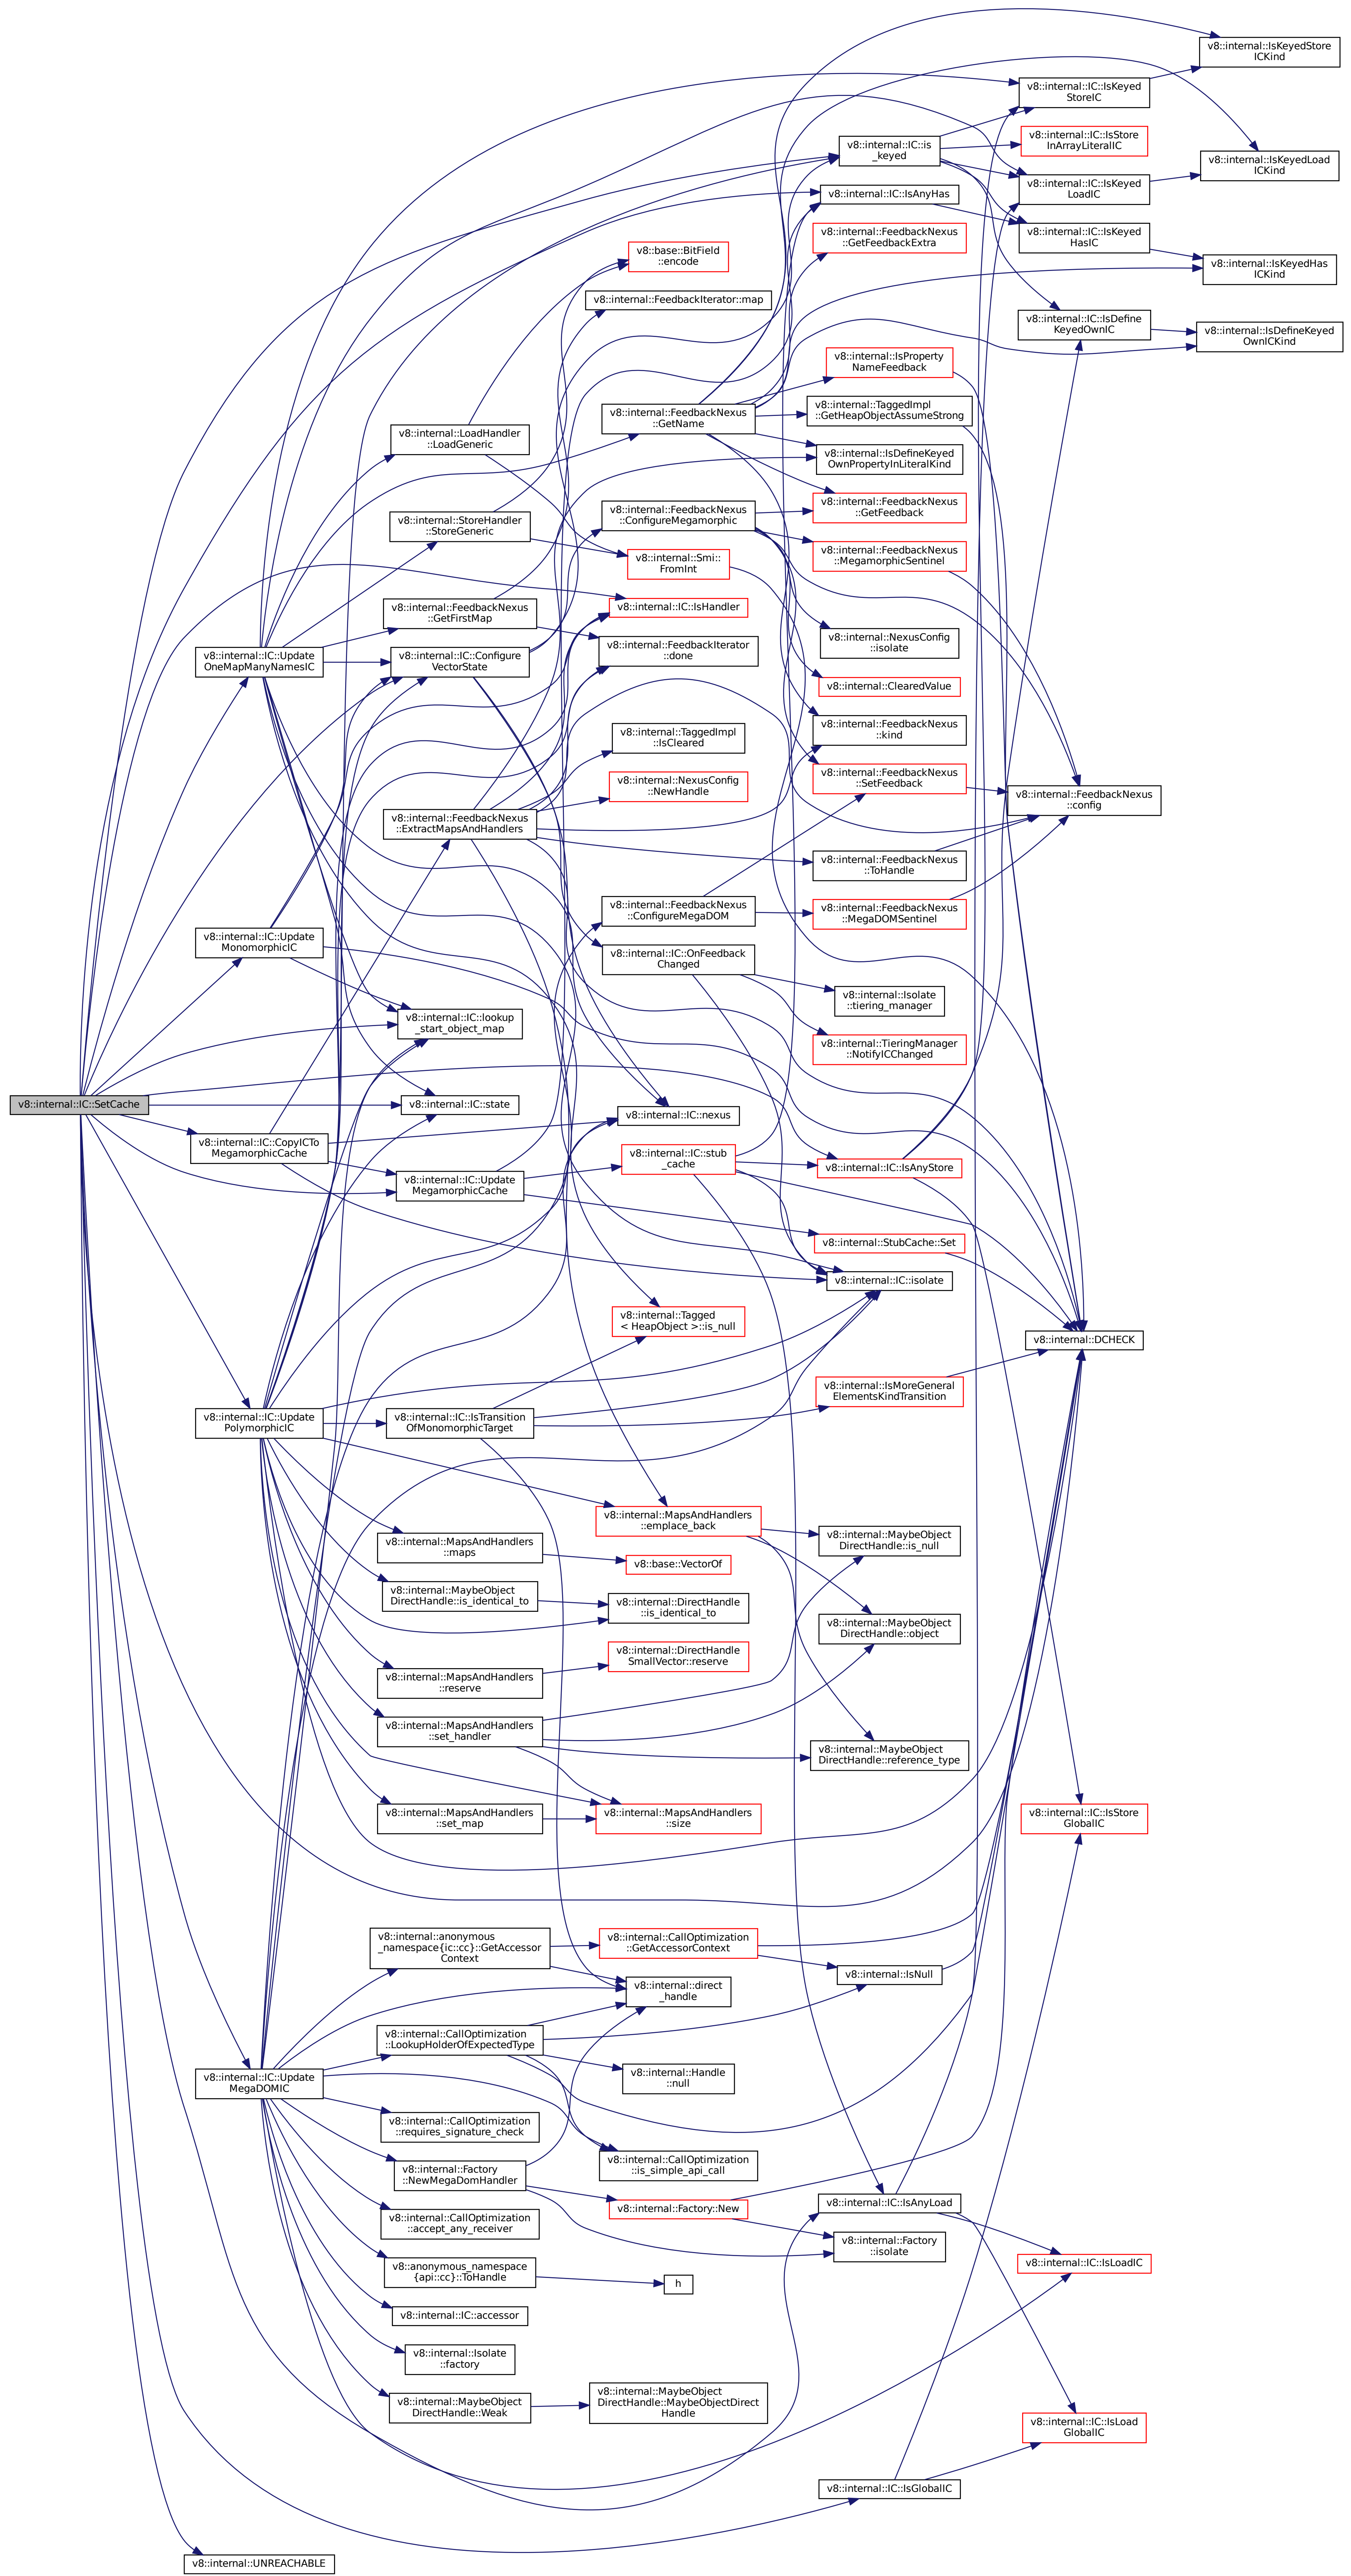 v8::internal::IsKeyedStore
ICKind
v8::internal::IC::IsKeyed
StoreIC
v8::internal::IC::IsStore
InArrayLiteralIC
v8::internal::IC::is
_keyed
v8::internal::IsKeyedLoad
ICKind
v8::internal::IC::IsKeyed
LoadIC
v8::internal::IC::IsAnyHas
v8::internal::IC::IsKeyed
HasIC
v8::internal::FeedbackNexus
::GetFeedbackExtra
v8::base::BitField
::encode
v8::internal::IsKeyedHas
ICKind
v8::internal::FeedbackIterator::map
v8::internal::IC::IsDefine
KeyedOwnIC
v8::internal::IsDefineKeyed
OwnICKind
v8::internal::IsProperty
NameFeedback
v8::internal::TaggedImpl
::GetHeapObjectAssumeStrong
v8::internal::FeedbackNexus
::GetName
v8::internal::LoadHandler
::LoadGeneric
v8::internal::IsDefineKeyed
OwnPropertyInLiteralKind
v8::internal::FeedbackNexus
::GetFeedback
v8::internal::StoreHandler
::StoreGeneric
v8::internal::FeedbackNexus
::ConfigureMegamorphic
v8::internal::FeedbackNexus
::MegamorphicSentinel
v8::internal::Smi::
FromInt
v8::internal::FeedbackNexus
::GetFirstMap
v8::internal::IC::IsHandler
v8::internal::NexusConfig
::isolate
v8::internal::IC::Update
OneMapManyNamesIC
v8::internal::IC::Configure
VectorState
v8::internal::FeedbackIterator
::done
v8::internal::ClearedValue
v8::internal::TaggedImpl
::IsCleared
v8::internal::FeedbackNexus
::kind
v8::internal::NexusConfig
::NewHandle
v8::internal::FeedbackNexus
::SetFeedback
v8::internal::FeedbackNexus
::config
v8::internal::FeedbackNexus
::ExtractMapsAndHandlers
v8::internal::FeedbackNexus
::ToHandle
v8::internal::FeedbackNexus
::ConfigureMegaDOM
v8::internal::FeedbackNexus
::MegaDOMSentinel
v8::internal::IC::Update
MonomorphicIC
v8::internal::IC::OnFeedback
Changed
v8::internal::Isolate
::tiering_manager
v8::internal::IC::lookup
_start_object_map
v8::internal::TieringManager
::NotifyICChanged
v8::internal::IC::SetCache
v8::internal::IC::state
v8::internal::IC::nexus
v8::internal::IC::CopyICTo
MegamorphicCache
v8::internal::IC::stub
_cache
v8::internal::IC::IsAnyStore
v8::internal::IC::Update
MegamorphicCache
v8::internal::StubCache::Set
v8::internal::IC::isolate
v8::internal::Tagged
< HeapObject >::is_null
v8::internal::DCHECK
v8::internal::IsMoreGeneral
ElementsKindTransition
v8::internal::IC::Update
PolymorphicIC
v8::internal::IC::IsTransition
OfMonomorphicTarget
v8::internal::MapsAndHandlers
::emplace_back
v8::internal::MaybeObject
DirectHandle::is_null
v8::internal::MapsAndHandlers
::maps
v8::base::VectorOf
v8::internal::MaybeObject
DirectHandle::is_identical_to
v8::internal::DirectHandle
::is_identical_to
v8::internal::MaybeObject
DirectHandle::object
v8::internal::DirectHandle
SmallVector::reserve
v8::internal::MapsAndHandlers
::reserve
v8::internal::MapsAndHandlers
::set_handler
v8::internal::MaybeObject
DirectHandle::reference_type
v8::internal::MapsAndHandlers
::set_map
v8::internal::MapsAndHandlers
::size
v8::internal::IC::IsStore
GlobalIC
v8::internal::anonymous
_namespace{ic::cc}::GetAccessor
Context
v8::internal::CallOptimization
::GetAccessorContext
v8::internal::IsNull
v8::internal::direct
_handle
v8::internal::CallOptimization
::LookupHolderOfExpectedType
v8::internal::IC::Update
MegaDOMIC
v8::internal::Handle
::null
v8::internal::CallOptimization
::requires_signature_check
v8::internal::CallOptimization
::is_simple_api_call
v8::internal::Factory
::NewMegaDomHandler
v8::internal::Factory::New
v8::internal::IC::IsAnyLoad
v8::internal::CallOptimization
::accept_any_receiver
v8::internal::Factory
::isolate
v8::internal::IC::IsLoadIC
v8::anonymous_namespace
{api::cc}::ToHandle
h
v8::internal::IC::accessor
v8::internal::Isolate
::factory
v8::internal::MaybeObject
DirectHandle::Weak
v8::internal::MaybeObject
DirectHandle::MaybeObjectDirect
Handle
v8::internal::IC::IsLoad
GlobalIC
v8::internal::IC::IsGlobalIC
v8::internal::UNREACHABLE